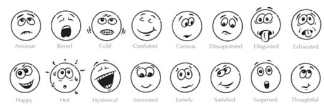 Anxious Bored Cold Confident Curious Disappointed Disgusted Exhausted
Happy Hot Hysterical Interested Lonely Satisfied Surprised Thoughtful